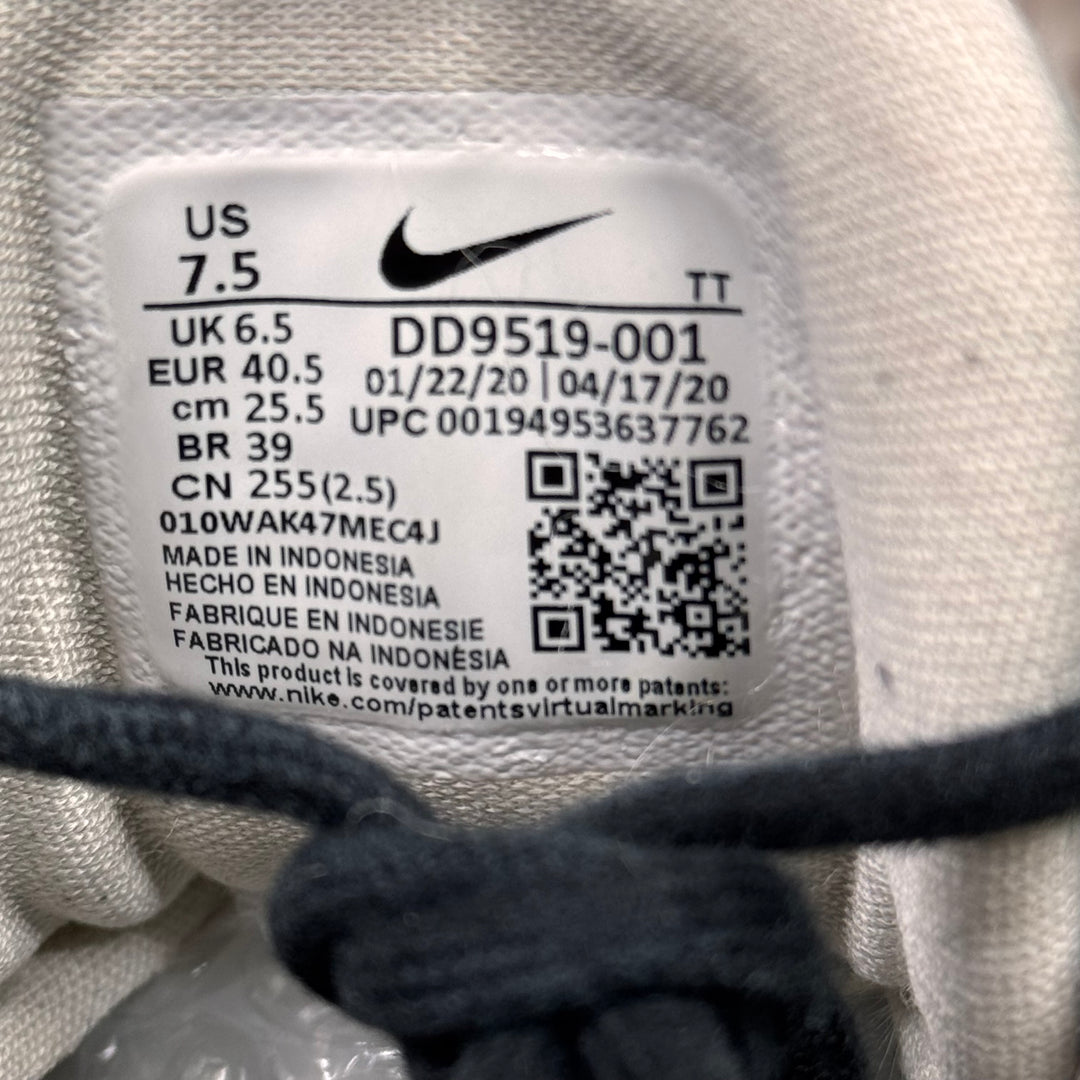 US
7.5
TT
UK 6.5
EUR 40.5
cm 25.5
BR 39
CN 255(2.5)
DD9519-001
01/22/20 | 04/17/20
UPC 00194953637762
010WAK47MEC4J
MADE IN INDONESIA
HECHO EN INDONESIA
FABRIQUE EN INDONESIE
FABRICADO NA INDONÉSIA
This product is covered by one or more patents:
www.nike.com/patentsvirtualmarking